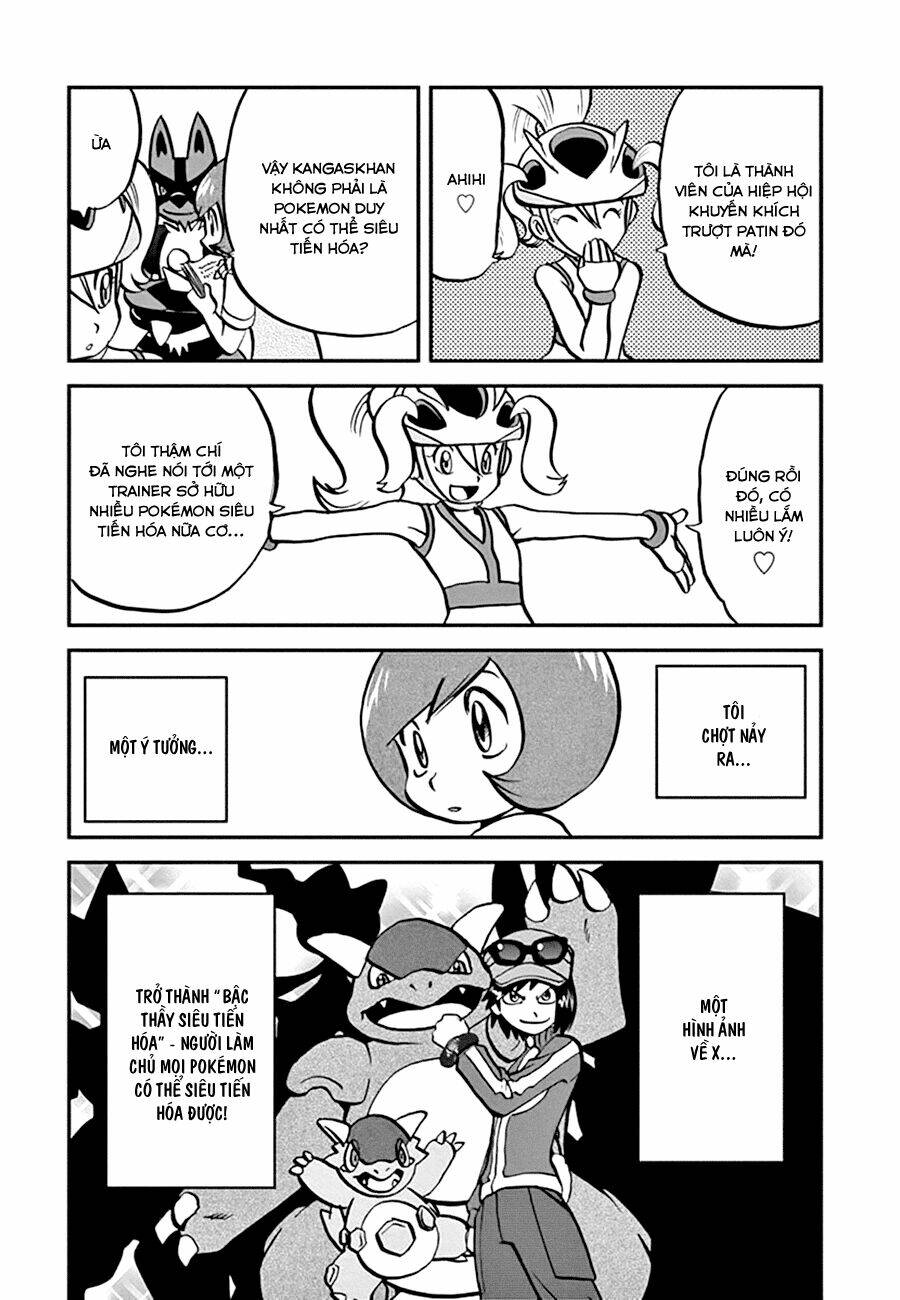 TÔI LÀ THÀNH
VIÊN CỦA HIỆP HỘI
KHUYẾN KHÍCH
TRƯỢT PATIN ĐÓ
MÀ!
AHIHI
♡
VẬY KANGASKHAN
KHÔNG PHẢI LÀ
POKEMON DUY
NHẤT CÓ THỂ SIÊU
TIẾN HÓA?
ỪA
ĐÚNG RỒI
ĐÓ, CÓ
NHIỀU LẮM
LUÔN Ý!
♡
TÔI THẬM CHÍ
ĐÃ NGHE NÓI TỚI MỘT
TRAINER SỞ HỮU
NHIỀU POKÉMON SIÊU
TIẾN HÓA NỮA CƠ...
TÔI
CHỢT NẢY
RA...
MỘT Ý TƯỞNG...
MỘT
HÌNH ẢNH
VỀ X...
TRỞ THÀNH “BẬC
THẦY SIÊU TIẾN
HÓA” - NGƯỜI LÀM
CHỦ MỌI POKÉMON
CÓ THỂ SIÊU TIẾN
HÓA ĐƯỢC!